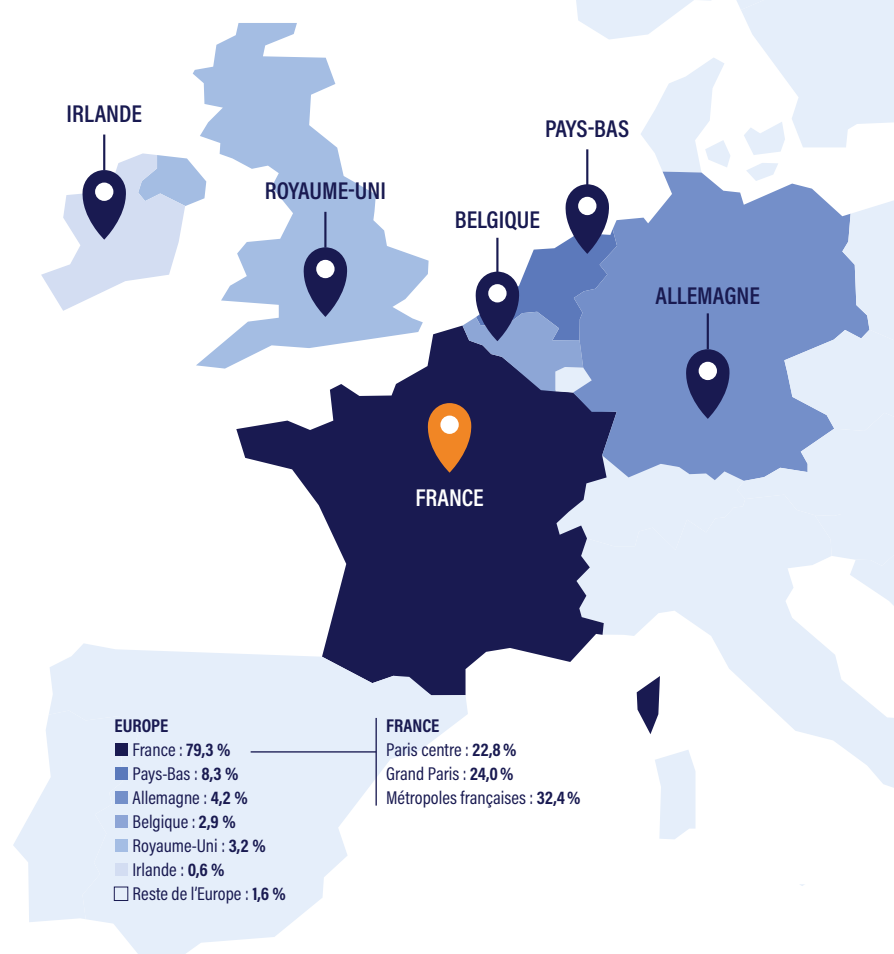 IRLANDE
PAYS-BAS
ROYAUME-UNI
BELGIQUE
ALLEMAGNE
FRANCE
EUROPE
France : 79,3 %
Pays-Bas : 8,3 %
Allemagne : 4,2 %
Belgique : 2,9 %
Royaume-Uni : 3,2 %
Irlande : 0,6 %
Reste de l’Europe : 1,6 %
FRANCE
Paris centre : 22,8 %
Grand Paris : 24,0 %
Métropoles françaises : 32,4 %